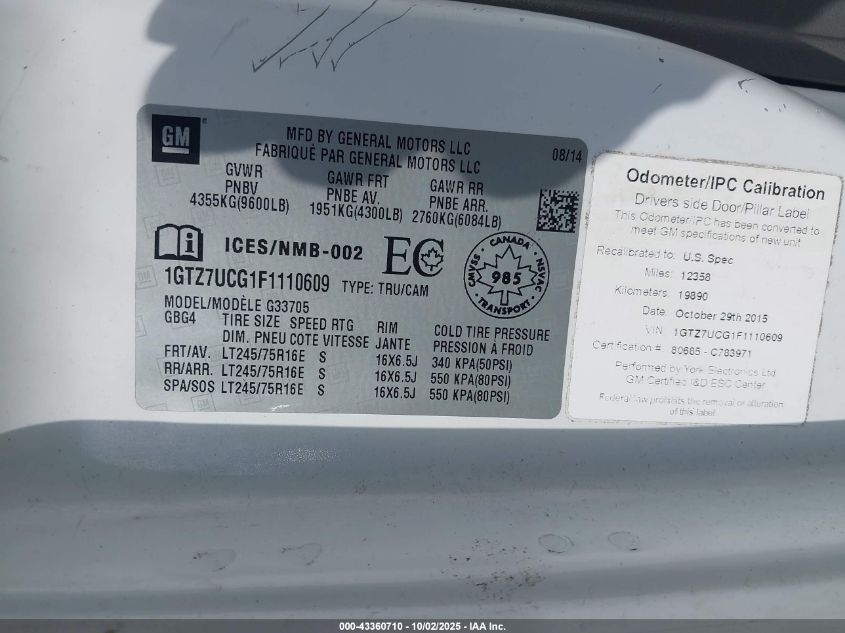 GM
MFD BY GENERAL MOTORS LLC
FABRIQUÉ PAR GENERAL MOTORS LLC
08/14
GVWR GAWR FRT GAWR RR
PNBV PNBE AV. PNBE ARR.
4355KG(9600LB) 1951KG(4300LB) 2760KG(6084LB)
ICES/NMB-002 EC
CANADA
CMVSS 985 NSVAC
TRANSPORT
1GTZ7UCG1F1110609 TYPE: TRU/CAM
MODEL/MODÈLE G33705
GBG4 TIRE SIZE SPEED RTG RIM COLD TIRE PRESSURE
DIM. PNEU COTE VITESSE JANTE PRESSION À FROID
FRT/AV. LT245/75R16E S 16X6.5J 340 KPA(50PSI)
RR/ARR. LT245/75R16E S 16X6.5J 550 KPA(80PSI)
SPA/SOS LT245/75R16E S 16X6.5J 550 KPA(80PSI)
Odometer/IPC Calibration
Drivers side Door/Pillar Label
This Odometer/IPC has been converted to
meet GM specifications of new unit
Recalibrated to: U.S. Spec
Miles: 12358
Kilometers: 19890
Date: October 29th 2015
VIN: 1GTZ7UCG1F1110609
Certification #: 80685 - C783971
Performed by York Electronics Ltd
GM Certified I&D ESC Center
Federal law prohibits the removal or alteration
of this label
000-43360710 - 10/02/2025 - IAA Inc.